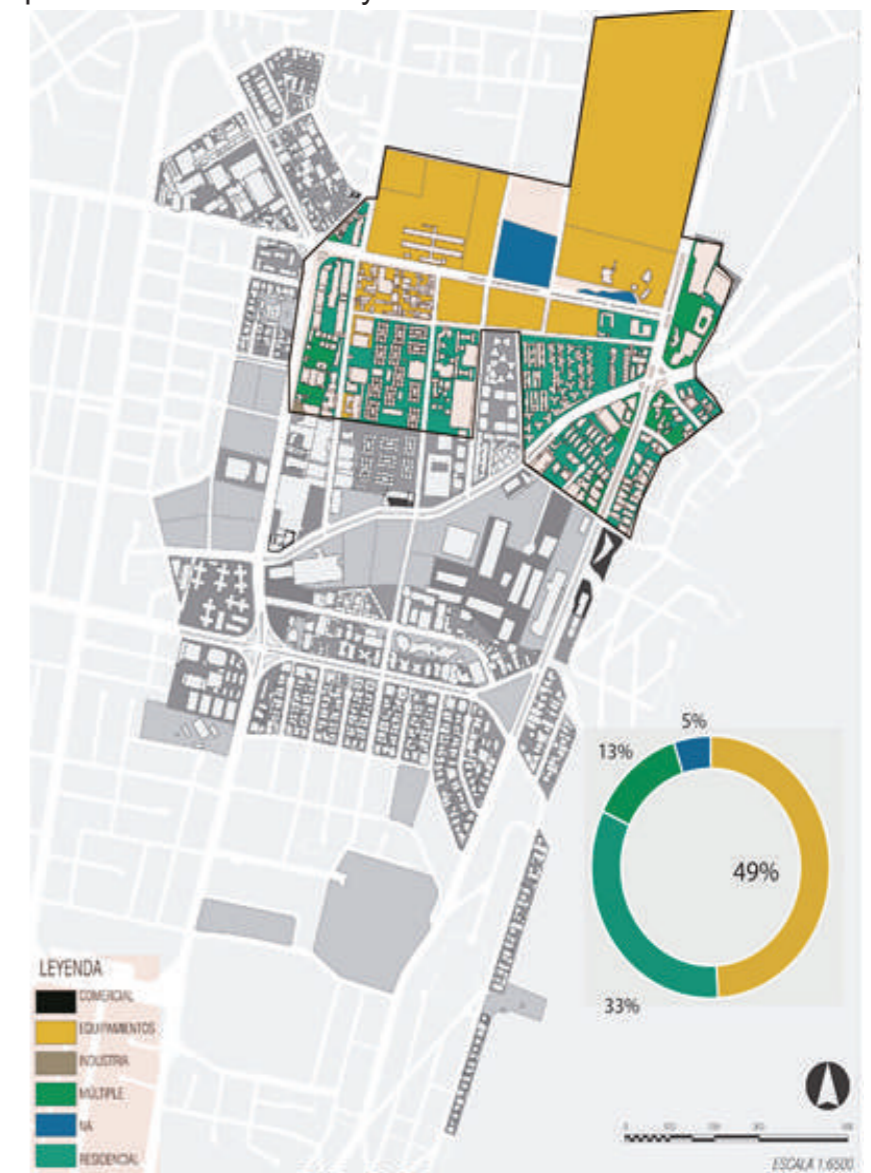 5%
13%
49%
33%
LEYENDA
COMERCIAL
EQUIPAMIENTOS
INDUSTRIA
MÚLTIPLE
NA
RESIDENCIAL
ESCALA 1:6500